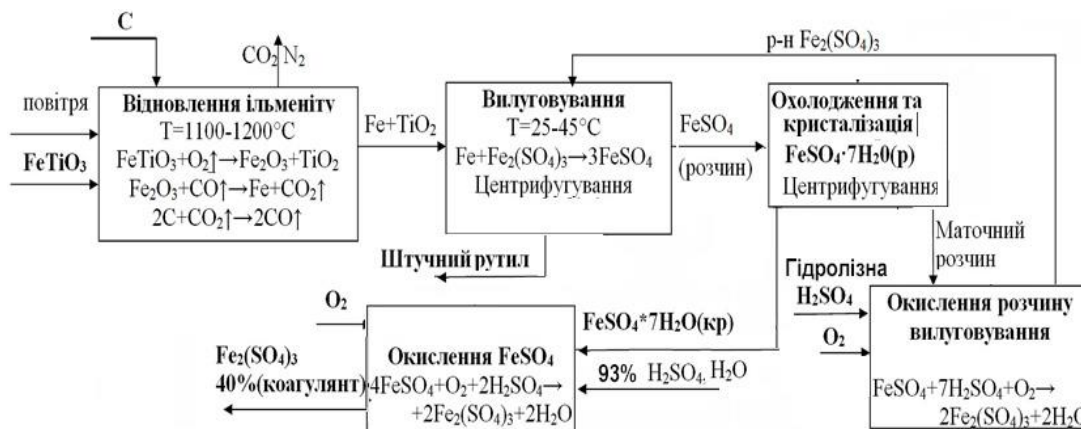 C
CO₂ N₂
р-н Fe₂(SO₄)₃
повітря
FeTiO₃
Відновлення ільменіту
T=1100-1200°C
FeTiO₃+O₂↑→Fe₂O₃+TiO₂
Fe₂O₃+CO↑→Fe+CO₂↑
2C+CO₂↑→2CO↑
Fe+TiO₂
Вилуговування
T=25-45°C
Fe+Fe₂(SO₄)₃→3FeSO₄
Центрифугування
FeSO₄
(розчин)
Охолодження та
кристалізація
FeSO₄·7H₂0(р)
Центрифугування
Штучний рутил
Маточний
розчин
Гідролізна
H₂SO₄
O₂
Окислення розчину
вилуговування
FeSO₄+7H₂SO₄+O₂→
2Fe₂(SO₄)₃+2H₂O
FeSO₄*7H₂O(кр)
93% H₂SO₄, H₂O
O₂
Окислення FeSO₄
4FeSO₄+O₂+2H₂SO₄→
+2Fe₂(SO₄)₃+2H₂O
Fe₂(SO₄)₃
40%(коагулянт)